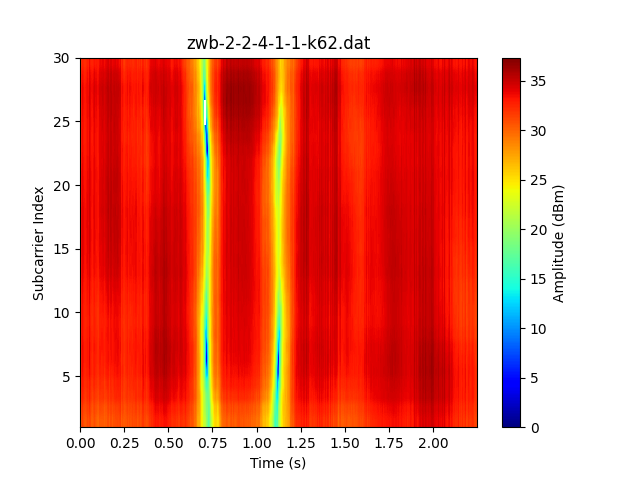 zwb-2-2-4-1-1-k62.dat
30
25
20
15
10
5
Subcarrier Index
0.00 0.25 0.50 0.75 1.00 1.25 1.50 1.75 2.00
Time (s)
35
30
25
20
15
10
5
0
Amplitude (dBm)